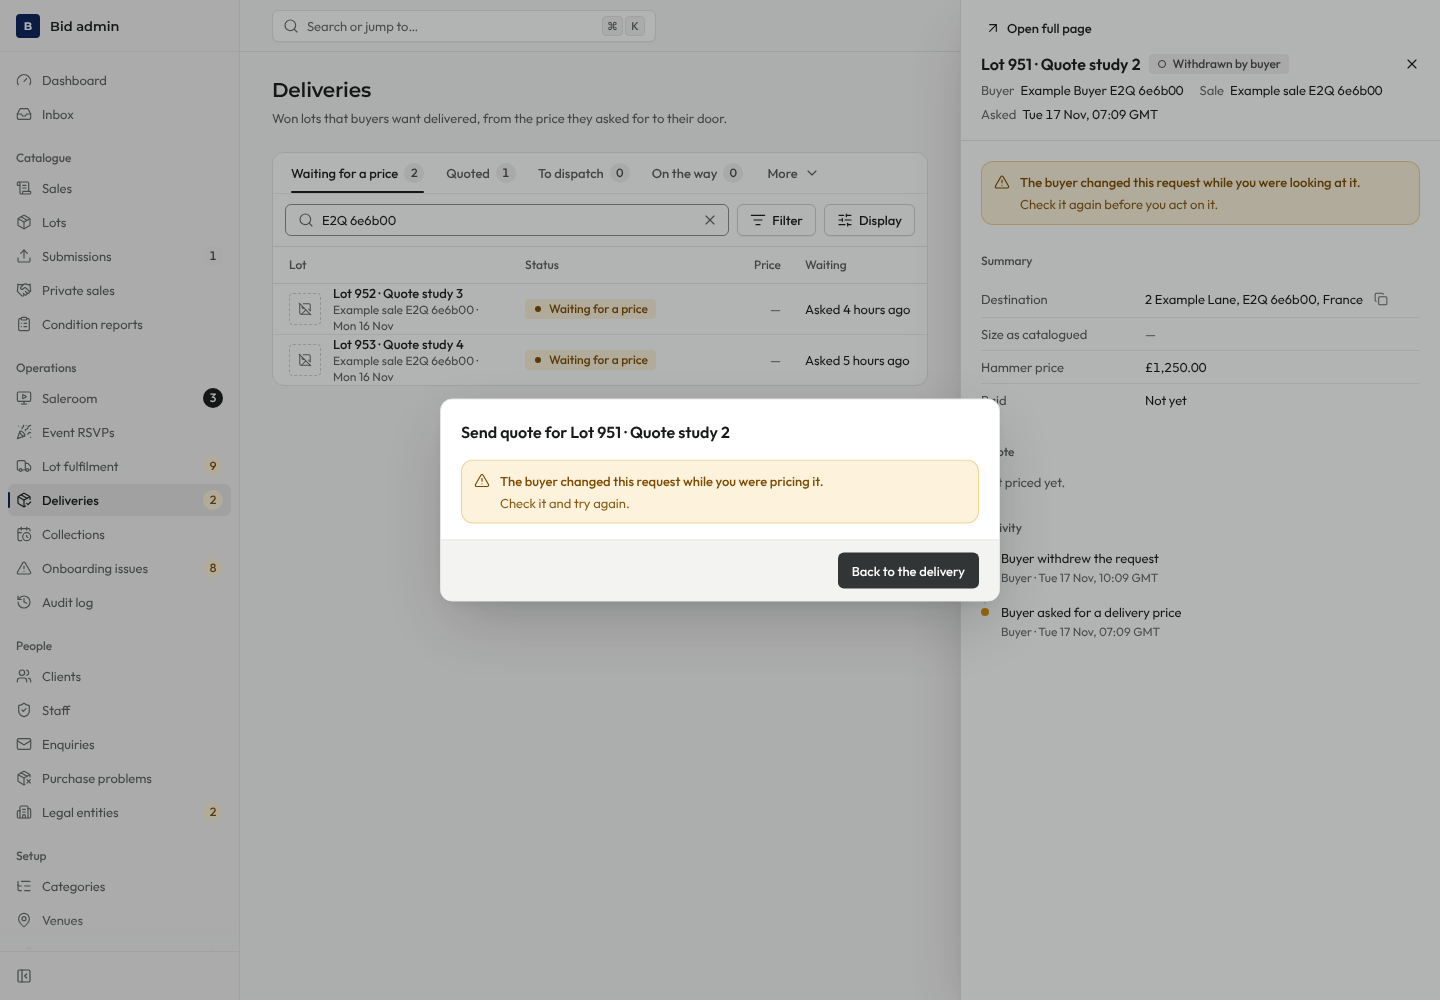 B Bid admin
Search or jump to...
⌘ K
Dashboard
Inbox
Catalogue
Sales
Lots
Submissions 1
Private sales
Condition reports
Operations
Saleroom 3
Event RSVPs
Lot fulfilment 9
Deliveries 2
Collections
Onboarding issues 8
Audit log
People
Clients
Staff
Enquiries
Purchase problems
Legal entities 2
Setup
Categories
Venues
Deliveries
Won lots that buyers want delivered, from the price they asked for to their door.
Waiting for a price 2 Quoted 1 To dispatch 0 On the way 0 More
E2Q 6e6b00
Filter
Display
Lot Status Price Waiting
Lot 952 · Quote study 3
Example sale E2Q 6e6b00 ·
Mon 16 Nov
Waiting for a price — Asked 4 hours ago
Lot 953 · Quote study 4
Example sale E2Q 6e6b00 ·
Mon 16 Nov
Waiting for a price — Asked 5 hours ago
Send quote for Lot 951 · Quote study 2
The buyer changed this request while you were pricing it.
Check it and try again.
Back to the delivery
Open full page
Lot 951 · Quote study 2 Withdrawn by buyer
Buyer Example Buyer E2Q 6e6b00 Sale Example sale E2Q 6e6b00
Asked Tue 17 Nov, 07:09 GMT
The buyer changed this request while you were looking at it.
Check it again before you act on it.
Summary
Destination 2 Example Lane, E2Q 6e6b00, France
Size as catalogued —
Hammer price £1,250.00
Not yet
priced yet.
Buyer withdrew the request
Buyer · Tue 17 Nov, 10:09 GMT
Buyer asked for a delivery price
Buyer · Tue 17 Nov, 07:09 GMT